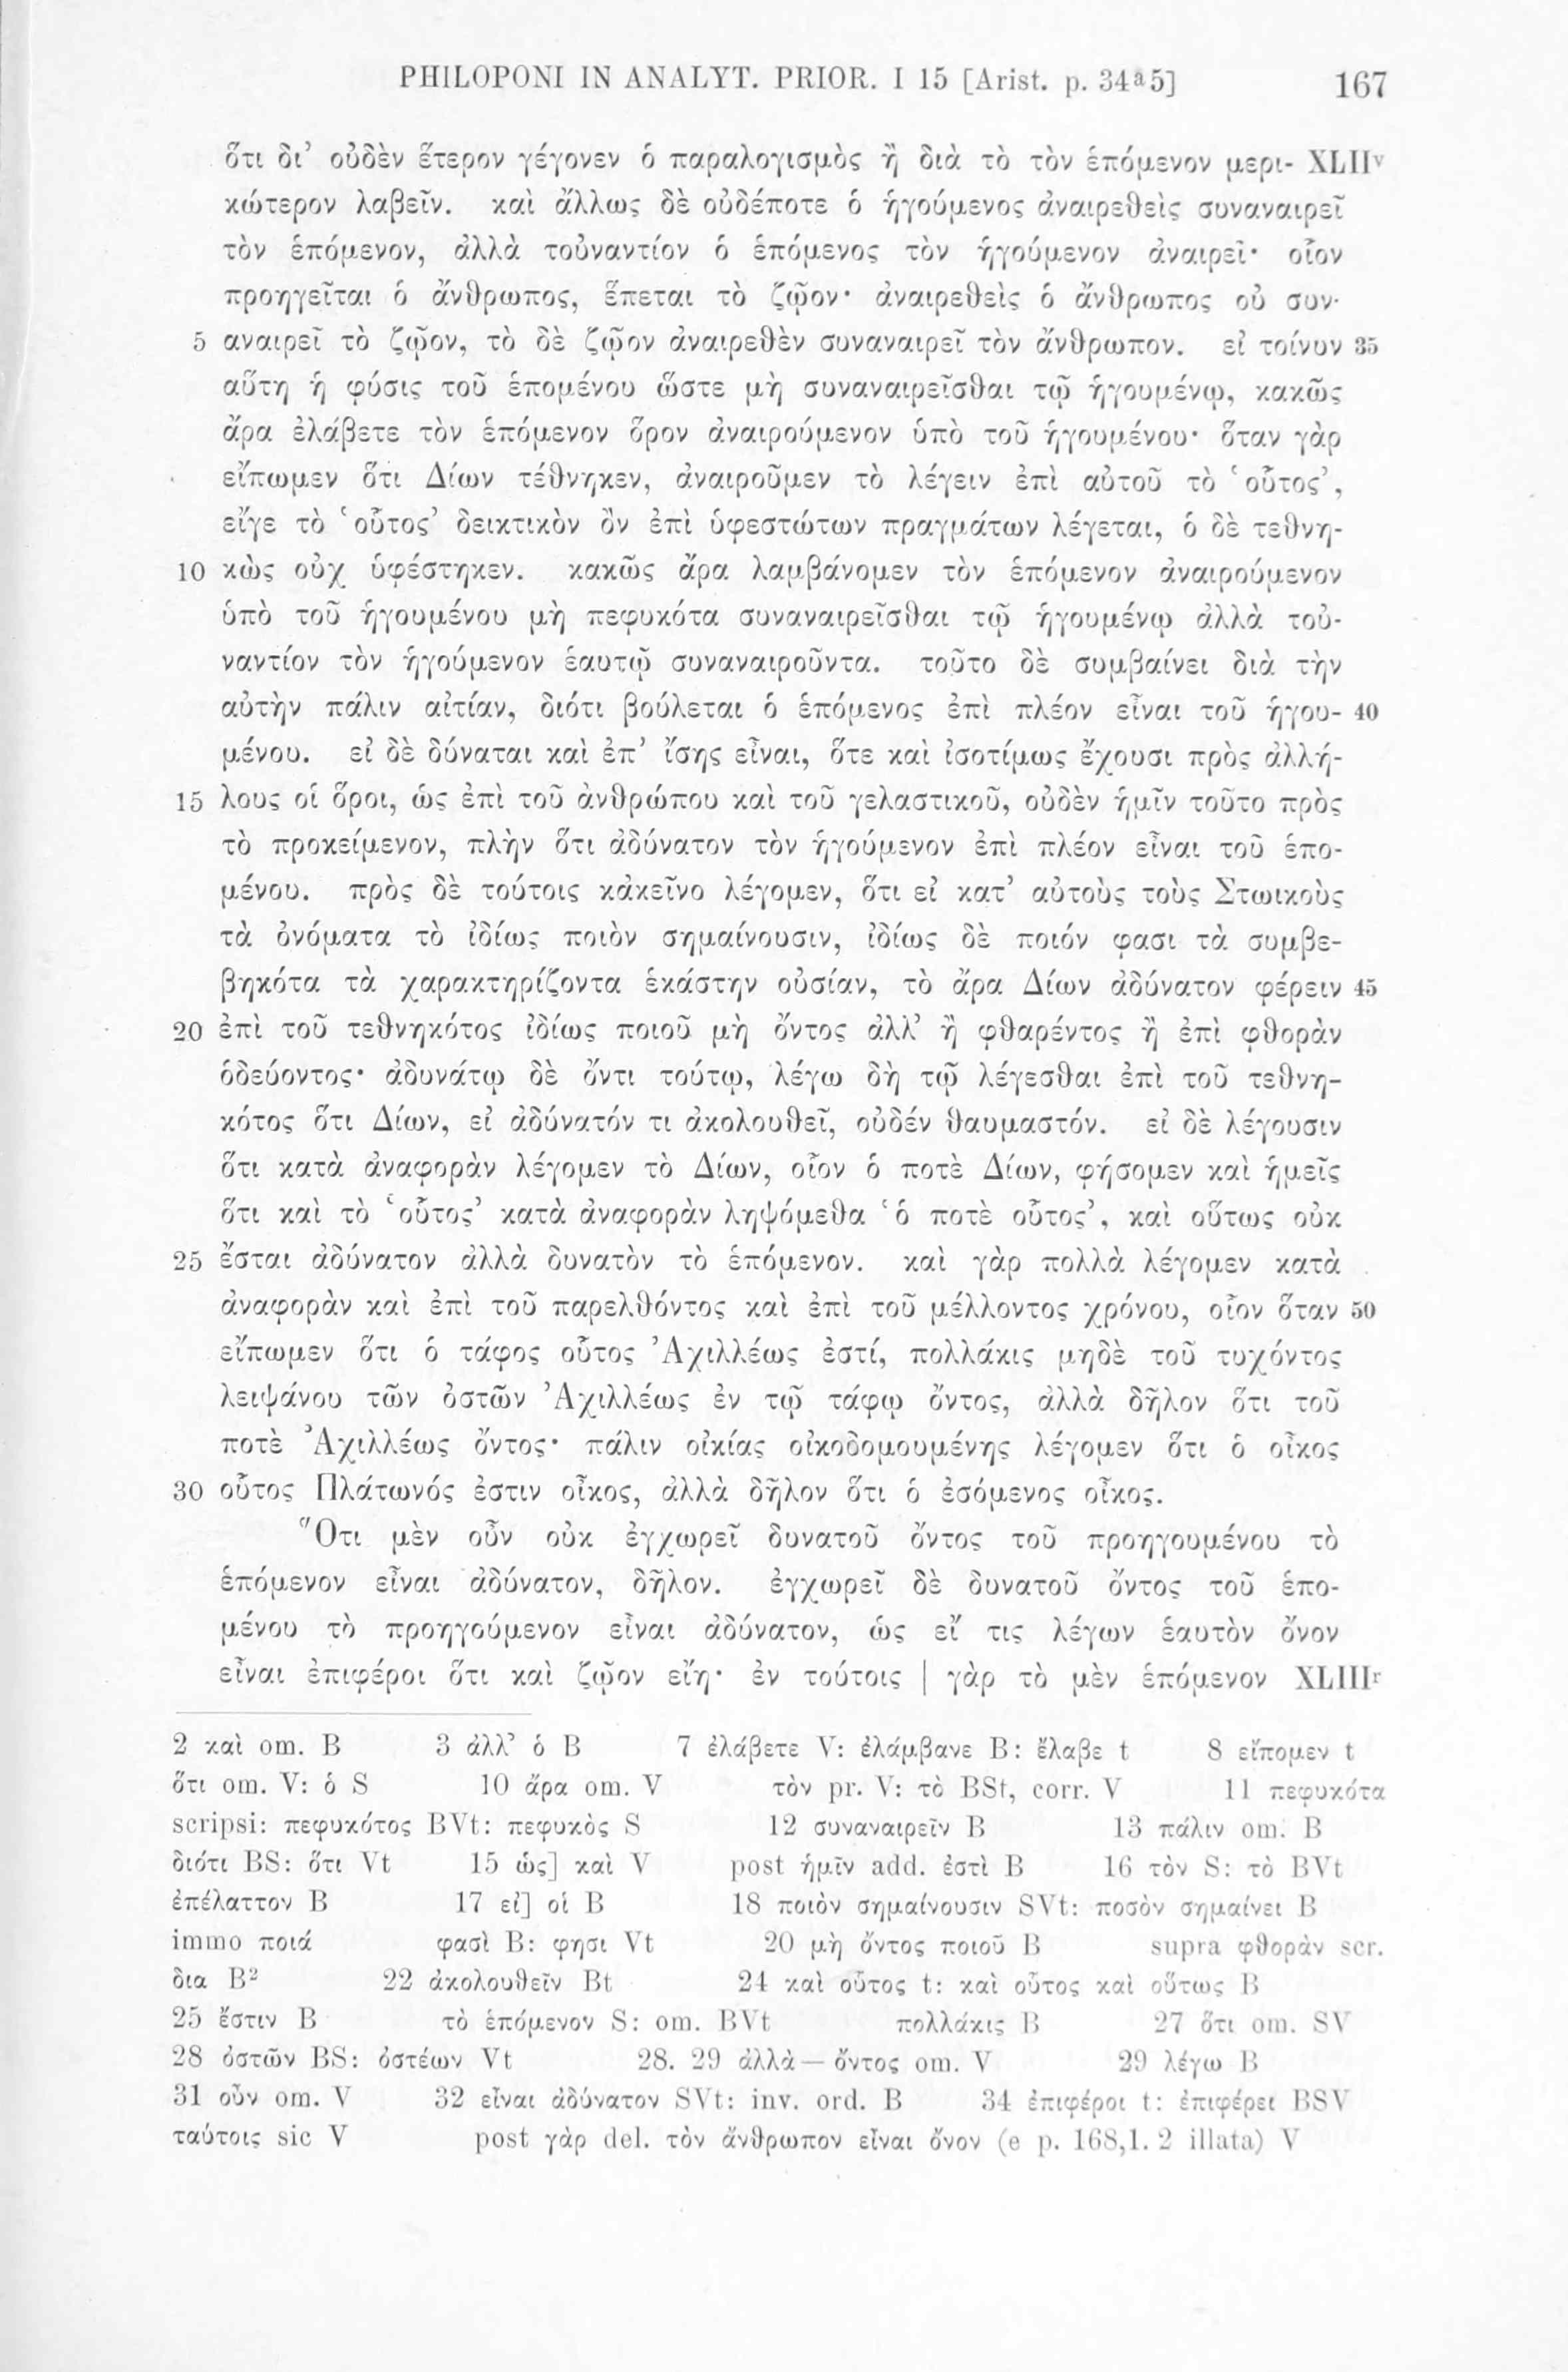 PHILOPONI IN ANALYT. PRIOR. I 15 [Arist. p. 34ᵃ5] 167
ὅτι δι’ οὐδὲν ἕτερον γέγονεν ὁ παραλογισμὸς ἢ διὰ τὸ τὸν ἑπόμενον μερι- XLIIᵛ
κώτερον λαβεῖν. καὶ ἄλλως δὲ οὐδέποτε ὁ ἡγούμενος ἀναιρεθεὶς συναναιρεῖ
τὸν ἑπόμενον, ἀλλὰ τοὐναντίον ὁ ἑπόμενος τὸν ἡγούμενον ἀναιρεῖ· οἷον
προηγεῖται ὁ ἄνθρωπος, ἕπεται τὸ ζῷον· ἀναιρεθεὶς ὁ ἄνθρωπος οὐ συν-
5 αναιρεῖ τὸ ζῷον, τὸ δὲ ζῷον ἀναιρεθὲν συναναιρεῖ τὸν ἄνθρωπον. εἰ τοίνυν 35
αὕτη ἡ φύσις τοῦ ἑπομένου ὥστε μὴ συναναιρεῖσθαι τῷ ἡγουμένῳ, κακῶς
ἄρα ἐλάβετε τὸν ἑπόμενον ὅρον ἀναιρούμενον ὑπὸ τοῦ ἡγουμένου· ὅταν γὰρ
εἴπωμεν ὅτι Δίων τέθνηκεν, ἀναιροῦμεν τὸ λέγειν ἐπὶ αὐτοῦ τὸ ‘οὗτος’,
εἴγε τὸ ‘οὗτος’ δεικτικὸν ὂν ἐπὶ ὑφεστώτων πραγμάτων λέγεται, ὁ δὲ τεθνη-
10 κὼς οὐχ ὑφέστηκεν. κακῶς ἄρα λαμβάνομεν τὸν ἑπόμενον ἀναιρούμενον
ὑπὸ τοῦ ἡγουμένου μὴ πεφυκότα συναναιρεῖσθαι τῷ ἡγουμένῳ ἀλλὰ τοὐ-
ναντίον τὸν ἡγούμενον ἑαυτῷ συναναιροῦντα. τοῦτο δὲ συμβαίνει διὰ τὴν
αὐτὴν πάλιν αἰτίαν, διότι βούλεται ὁ ἑπόμενος ἐπὶ πλέον εἶναι τοῦ ἡγου- 40
μένου. εἰ δὲ δύναται καὶ ἐπ’ ἴσης εἶναι, ὅτε καὶ ἰσοτίμως ἔχουσι πρὸς ἀλλή-
15 λους οἱ ὅροι, ὡς ἐπὶ τοῦ ἀνθρώπου καὶ τοῦ γελαστικοῦ, οὐδὲν ἡμῖν τοῦτο πρὸς
τὸ προκείμενον, πλὴν ὅτι ἀδύνατον τὸν ἡγούμενον ἐπὶ πλέον εἶναι τοῦ ἑπο-
μένου. πρὸς δὲ τούτοις κἀκεῖνο λέγομεν, ὅτι εἰ κατ’ αὐτοὺς τοὺς Στωικοὺς
τὰ ὀνόματα τὸ ἰδίως ποιὸν σημαίνουσιν, ἰδίως δὲ ποιόν φασι τὰ συμβε-
βηκότα τὰ χαρακτηρίζοντα ἑκάστην οὐσίαν, τὸ ἄρα Δίων ἀδύνατον φέρειν 45
20 ἐπὶ τοῦ τεθνηκότος ἰδίως ποιοῦ μὴ ὄντος ἀλλ’ ἢ φθαρέντος ἢ ἐπὶ φθορὰν
ὁδεύοντος· ἀδυνάτῳ δὲ ὄντι τούτῳ, λέγω δὴ τῷ λέγεσθαι ἐπὶ τοῦ τεθνη-
κότος ὅτι Δίων, εἰ ἀδύνατόν τι ἀκολουθεῖ, οὐδέν θαυμαστόν. εἰ δὲ λέγουσιν
ὅτι κατὰ ἀναφορὰν λέγομεν τὸ Δίων, οἷον ὁ ποτὲ Δίων, φήσομεν καὶ ἡμεῖς
ὅτι καὶ τὸ ‘οὗτος’ κατὰ ἀναφορὰν ληψόμεθα ‘ὁ ποτὲ οὗτος’, καὶ οὕτως οὐκ
25 ἔσται ἀδύνατον ἀλλὰ δυνατὸν τὸ ἑπόμενον. καὶ γὰρ πολλὰ λέγομεν κατὰ
ἀναφορὰν καὶ ἐπὶ τοῦ παρελθόντος καὶ ἐπὶ τοῦ μέλλοντος χρόνου, οἷον ὅταν 50
εἴπωμεν ὅτι ὁ τάφος οὗτος Ἀχιλλέως ἐστί, πολλάκις μηδὲ τοῦ τυχόντος
λειψάνου τῶν ὀστῶν Ἀχιλλέως ἐν τῷ τάφῳ ὄντος, ἀλλὰ δῆλον ὅτι τοῦ
ποτὲ Ἀχιλλέως ὄντος· πάλιν οἰκίας οἰκοδομουμένης λέγομεν ὅτι ὁ οἶκος
30 οὗτος Πλάτωνός ἐστιν οἶκος, ἀλλὰ δῆλον ὅτι ὁ ἐσόμενος οἶκος.
Ὅτι μὲν οὖν οὐκ ἐγχωρεῖ δυνατοῦ ὄντος τοῦ προηγουμένου τὸ
ἑπόμενον εἶναι ἀδύνατον, δῆλον. ἐγχωρεῖ δὲ δυνατοῦ ὄντος τοῦ ἑπο-
μένου τὸ προηγούμενον εἶναι ἀδύνατον, ὡς εἴ τις λέγων ἑαυτὸν ὄνον
εἶναι ἐπιφέροι ὅτι καὶ ζῷον εἴη· ἐν τούτοις | γὰρ τὸ μὲν ἑπόμενον XLIIIʳ
2 καὶ om. B 3 ἀλλ’ ὁ B 7 ἐλάβετε V: ἐλάμβανε B: ἔλαβε t 8 εἴπομεν t
ὅτι om. V: ὁ S 10 ἄρα om. V τὸν pr. V: τὸ BSt, corr. V 11 πεφυκότα
scripsi: πεφυκότος BVt: πεφυκὸς S 12 συναναιρεῖν B 13 πάλιν om. B
διότι BS: ὅτι Vt 15 ὡς] καὶ V post ἡμῖν add. ἐστὶ B 16 τὸν S: τὸ BVt
ἐπέλαττον B 17 εἰ] οἱ B 18 ποιὸν σημαίνουσιν SVt: ποσὸν σημαίνει B
immo ποιά φασὶ B: φησι Vt 20 μὴ ὄντος ποιοῦ B supra φθορὰν scr.
δια B² 22 ἀκολουθεῖν Bt 24 καὶ οὗτος t: καὶ οὗτος καὶ οὕτως B
25 ἔστιν B τὸ ἑπόμενον S: om. BVt πολλάκις B 27 ὅτι om. SV
28 ὀστῶν BS: ὀστέων Vt 28. 29 ἀλλὰ — ὄντος om. V 29 λέγω B
31 οὖν om. V 32 εἶναι ἀδύνατον SVt: inv. ord. B 34 ἐπιφέροι t: ἐπιφέρει BSV
ταύτοις sic V post γὰρ del. τὸν ἄνθρωπον εἶναι ὄνον (e p. 168,1. 2 illata) V